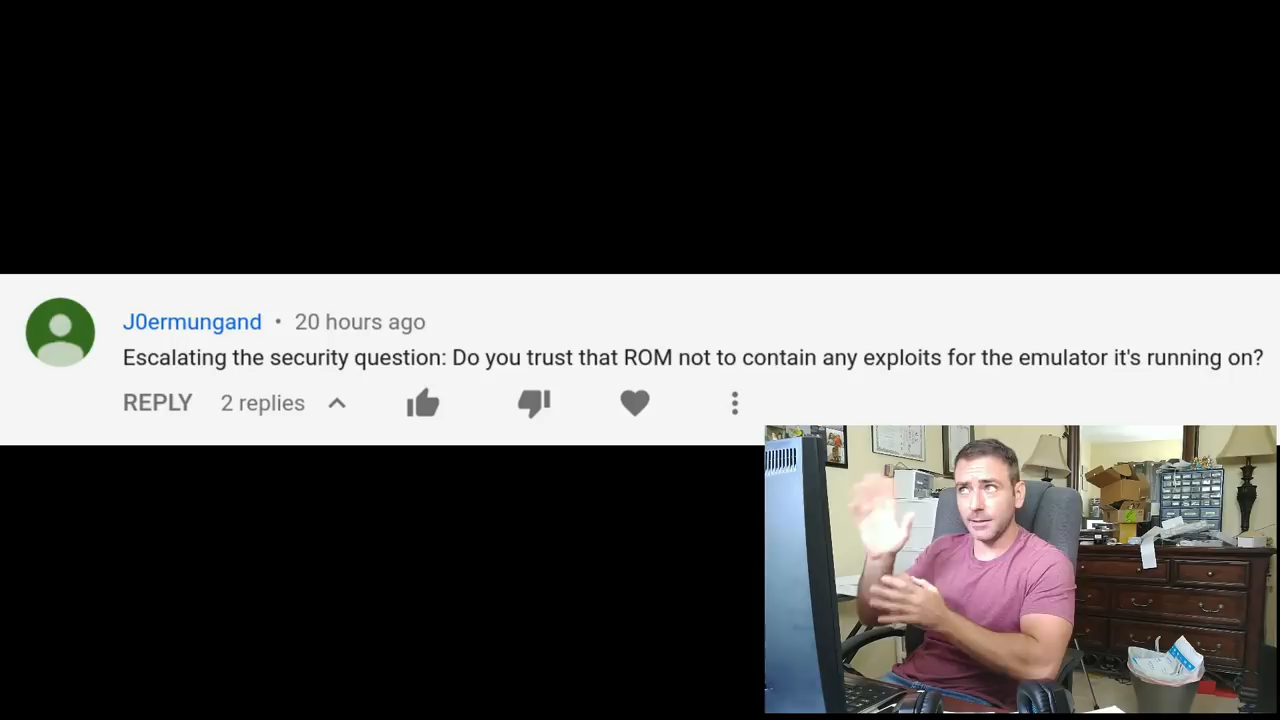 J0ermungand • 20 hours ago
Escalating the security question: Do you trust that ROM not to contain any exploits for the emulator it's running on?
REPLY 2 replies